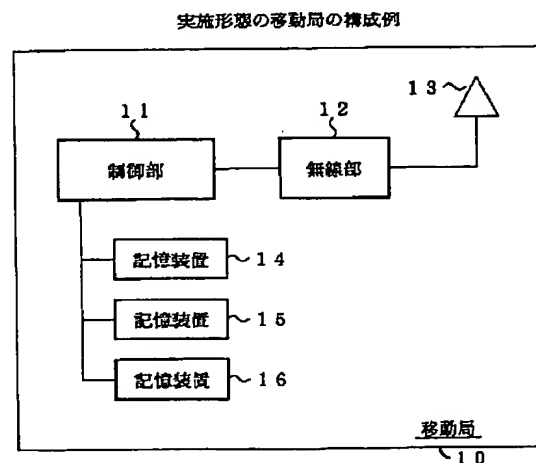 実施形態の移動局の構成例
13
11
12
制御部
無線部
記憶装置 14
記憶装置 15
記憶装置 16
移動局
10